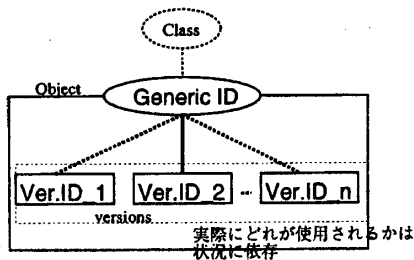 Class
Object
Generic ID
Ver.ID_1
Ver.ID_2
...
Ver.ID_n
versions
実際にどれが使用されるかは
状況に依存